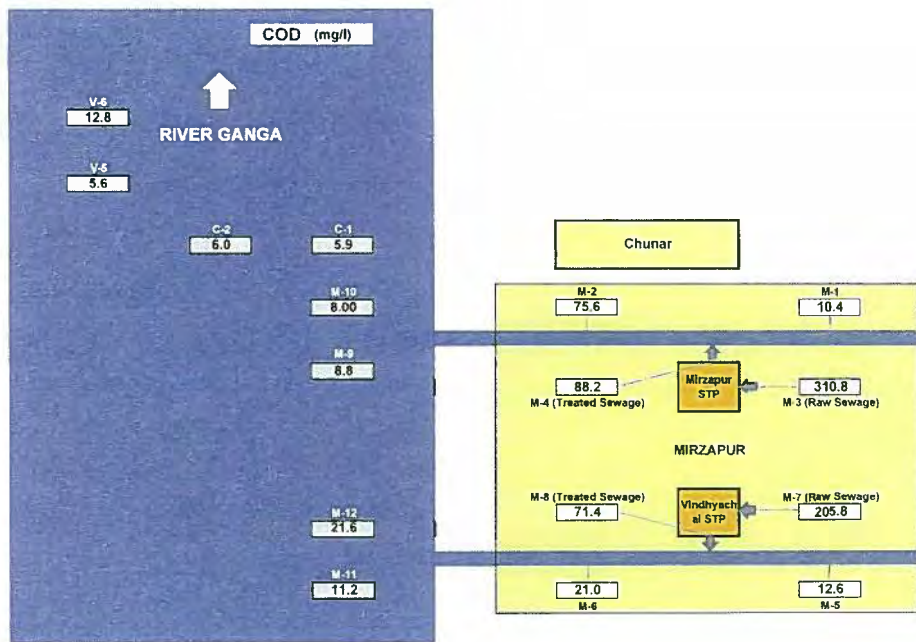 COD (mg/l)
RIVER GANGA
V-6
12.8
V-5
5.6
C-2
6.0
C-1
5.9
M-10
8.00
M-9
8.8
M-12
21.6
M-11
11.2
Chunar
M-2
75.6
M-1
10.4
88.2
M-4 (Treated Sewage)
Mirzapur
STP
310.8
M-3 (Raw Sewage)
MIRZAPUR
M-8 (Treated Sewage)
71.4
Vindhyach
al STP
M-7 (Raw Sewage)
205.8
21.0
M-6
12.6
M-5